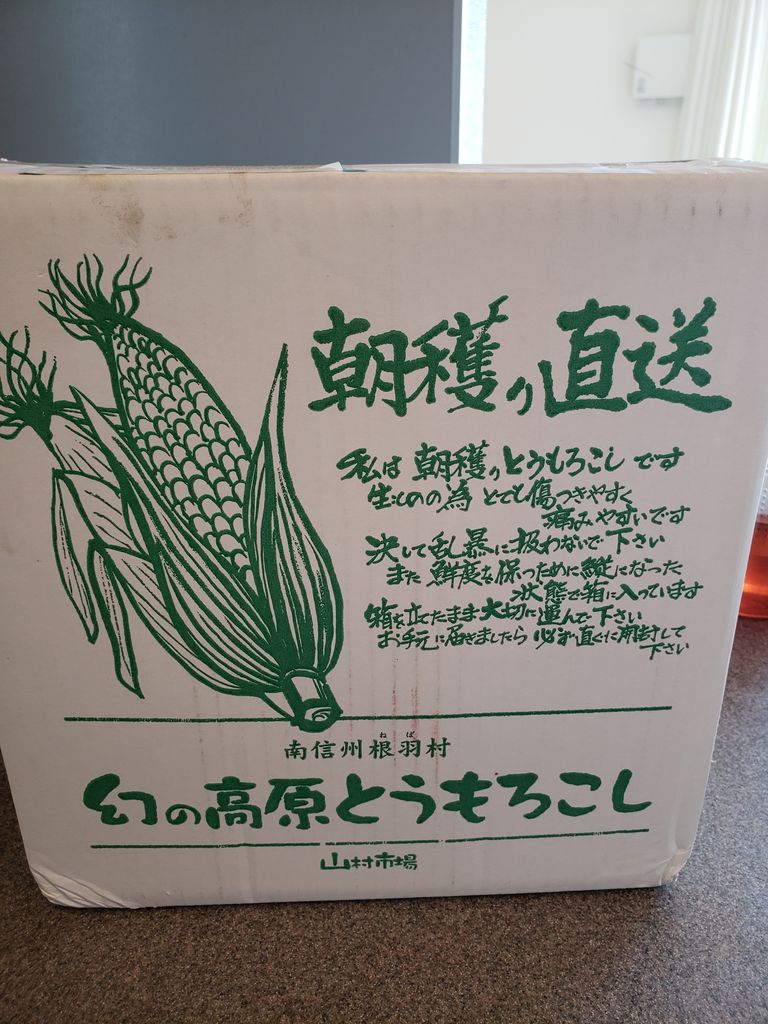 朝穫り直送
私は朝穫りとうもろこしです
生ものの為とても傷つきやすく
痛みやすいです
決して乱暴に扱わないで下さい
また鮮度を保つために縦になった
状態で箱に入っています
箱を立てたまま大切に運んで下さい
お手元に届きましたら必ず直ぐに開封して
下さい
ねば
南信州根羽村
幻の高原とうもろこし
山村市場